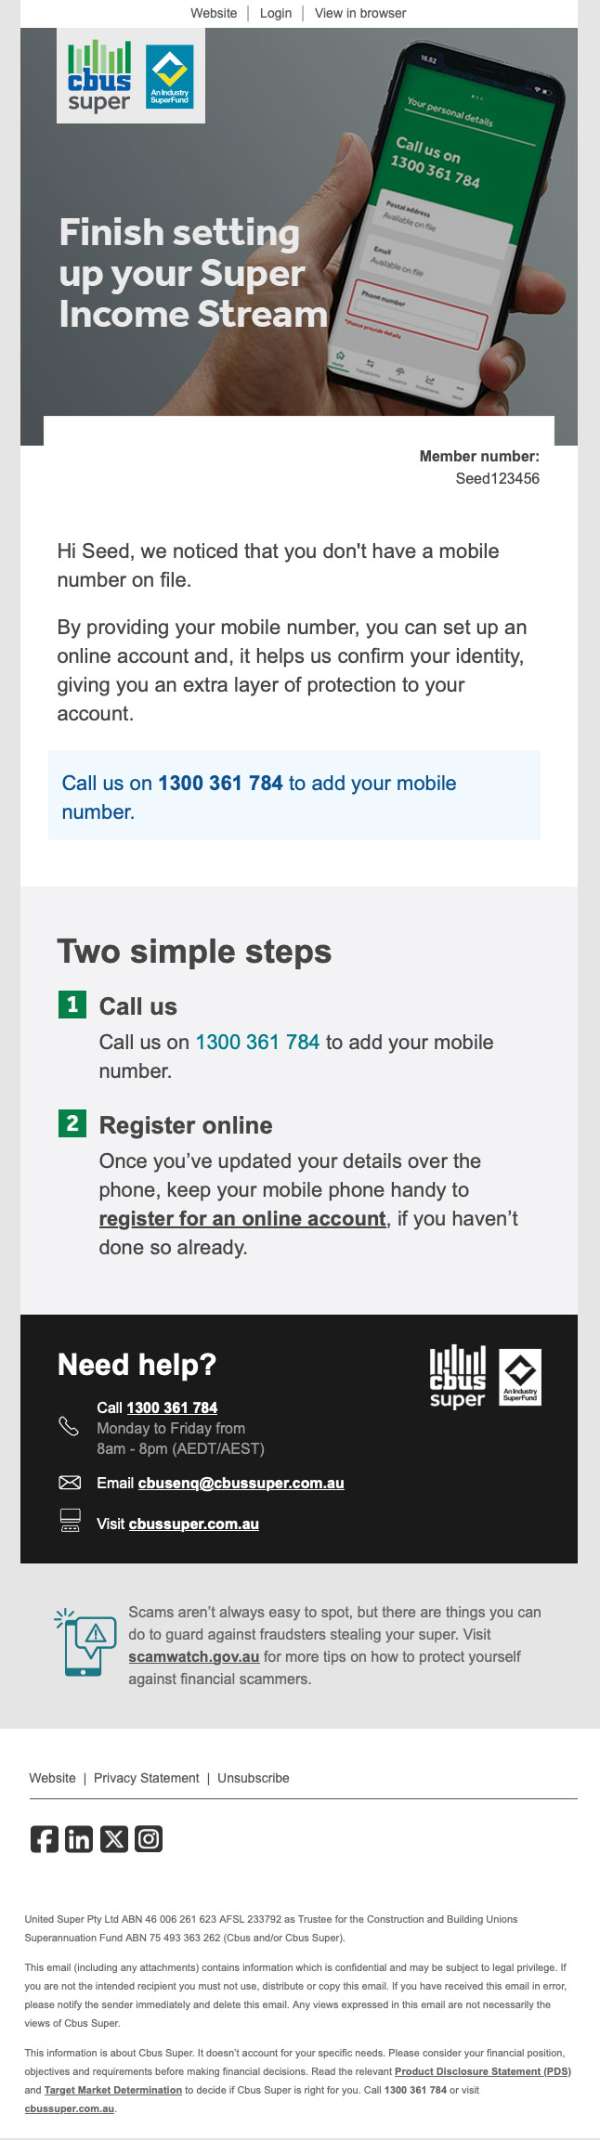 Website | Login | View in browser
cbus
super
An Industry
SuperFund
16.52
Your personal details
Call us on
1300 361 784
Postal address
Available on file
Email
Available on file
Phone number
*Please provide details
Finish setting
up your Super
Income Stream
Member number:
Seed123456
Hi Seed, we noticed that you don't have a mobile
number on file.
By providing your mobile number, you can set up an
online account and, it helps us confirm your identity,
giving you an extra layer of protection to your
account.
Call us on 1300 361 784 to add your mobile
number.
Two simple steps
1 Call us
Call us on 1300 361 784 to add your mobile
number.
2 Register online
Once you’ve updated your details over the
phone, keep your mobile phone handy to
register for an online account, if you haven’t
done so already.
Need help?
cbus
super
An Industry
SuperFund
Call 1300 361 784
Monday to Friday from
8am - 8pm (AEDT/AEST)
Email cbusenq@cbussuper.com.au
Visit cbussuper.com.au
Scams aren’t always easy to spot, but there are things you can
do to guard against fraudsters stealing your super. Visit
scamwatch.gov.au for more tips on how to protect yourself
against financial scammers.
Website | Privacy Statement | Unsubscribe
United Super Pty Ltd ABN 46 006 261 623 AFSL 233792 as Trustee for the Construction and Building Unions
Superannuation Fund ABN 75 493 363 262 (Cbus and/or Cbus Super).
This email (including any attachments) contains information which is confidential and may be subject to legal privilege. If
you are not the intended recipient you must not use, distribute or copy this email. If you have received this email in error,
please notify the sender immediately and delete this email. Any views expressed in this email are not necessarily the
views of Cbus Super.
This information is about Cbus Super. It doesn’t account for your specific needs. Please consider your financial position,
objectives and requirements before making financial decisions. Read the relevant Product Disclosure Statement (PDS)
and Target Market Determination to decide if Cbus Super is right for you. Call 1300 361 784 or visit
cbussuper.com.au.